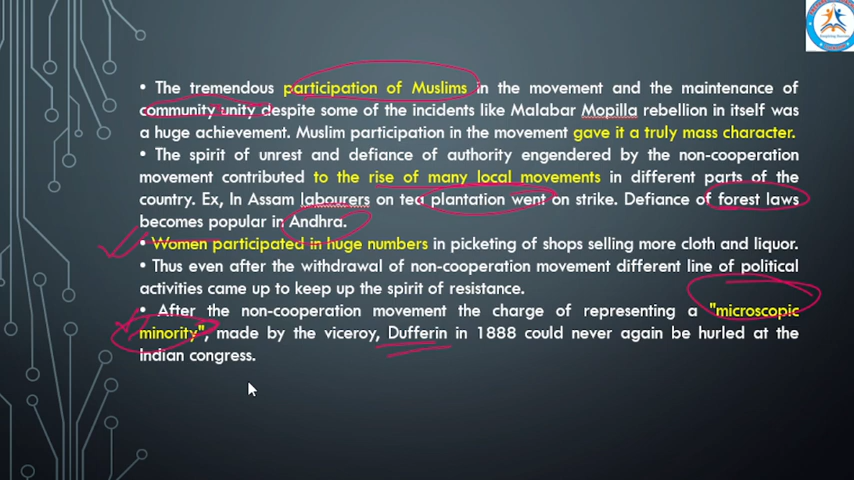 • The tremendous participation of Muslims in the movement and the maintenance of
community unity despite some of the incidents like Malabar Mopilla rebellion in itself was
a huge achievement. Muslim participation in the movement gave it a truly mass character.
• The spirit of unrest and defiance of authority engendered by the non-cooperation
movement contributed to the rise of many local movements in different parts of the
country. Ex, In Assam labourers on tea plantation went on strike. Defiance of forest laws
becomes popular in Andhra.
• Women participated in huge numbers in picketing of shops selling more cloth and liquor.
• Thus even after the withdrawal of non-cooperation movement different line of political
activities came up to keep up the spirit of resistance.
• After the non-cooperation movement the charge of representing a "microscopic
minority", made by the viceroy, Dufferin in 1888 could never again be hurled at the
Indian congress.